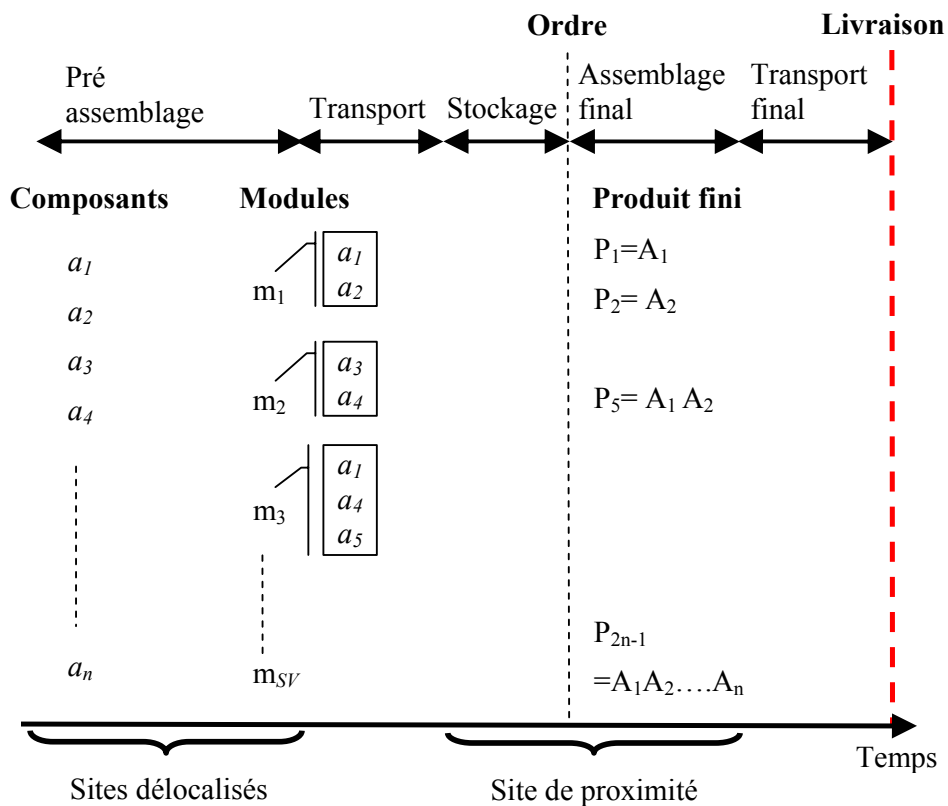 Ordre
Livraison
Pré
assemblage
Transport
Stockage
Assemblage
final
Transport
final
Composants
Modules
Produit fini
a₁
a₂
a₃
a₄
aₙ
m₁
a₁
a₂
m₂
a₃
a₄
m₃
a₁
a₄
a₅
m_SV
P₁=A₁
P₂= A₂
P₅= A₁ A₂
P₂ₙ₋₁
=A₁A₂….Aₙ
Temps
Sites délocalisés
Site de proximité